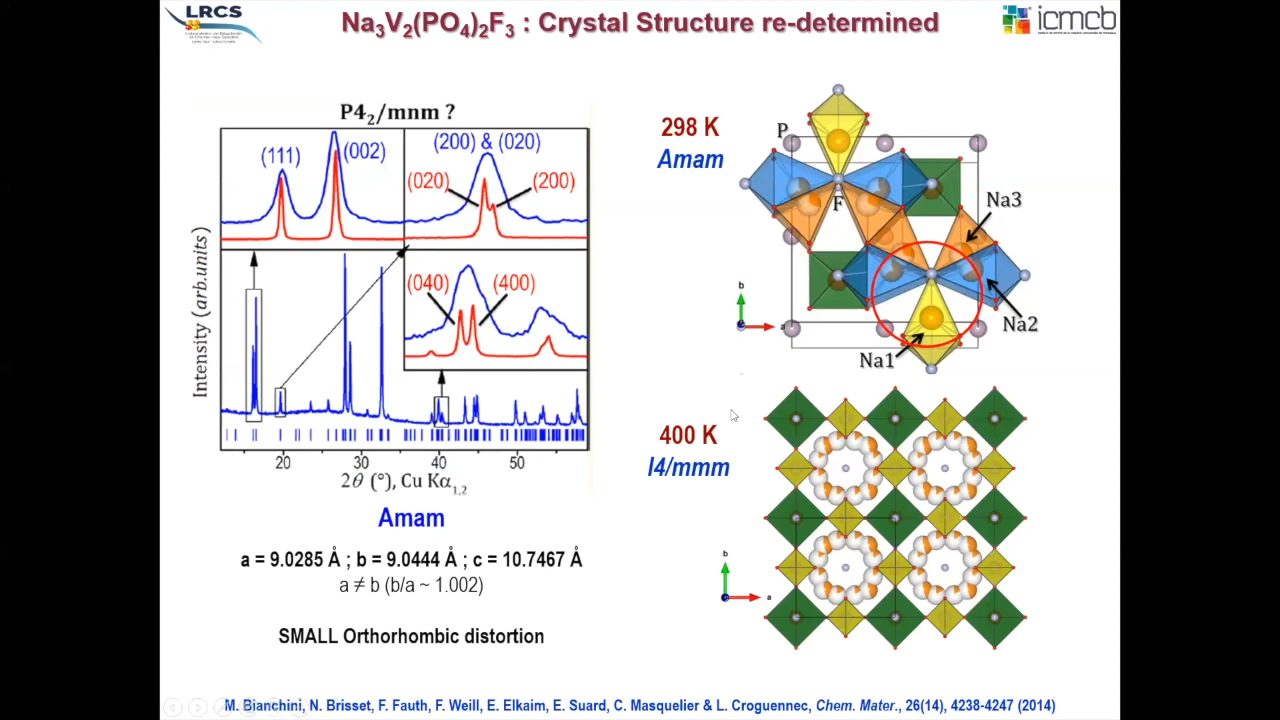 LRCS
Na3V2(PO4)2F3 : Crystal Structure re-determined
icmcb
P42/mnm ?
(111)
(002)
(200) & (020)
(020)
(200)
(040)
(400)
Intensity (arb.units)
20
30
40
50
2θ (°), Cu Kα1,2
Amam
a = 9.0285 Å ; b = 9.0444 Å ; c = 10.7467 Å
a ≠ b (b/a ~ 1.002)
SMALL Orthorhombic distortion
298 K
Amam
P
F
Na3
Na2
Na1
b
a
400 K
I4/mmm
b
a
M. Bianchini, N. Brisset, F. Fauth, F. Weill, E. Elkaim, E. Suard, C. Masquelier & L. Croguennec, Chem. Mater., 26(14), 4238-4247 (2014)